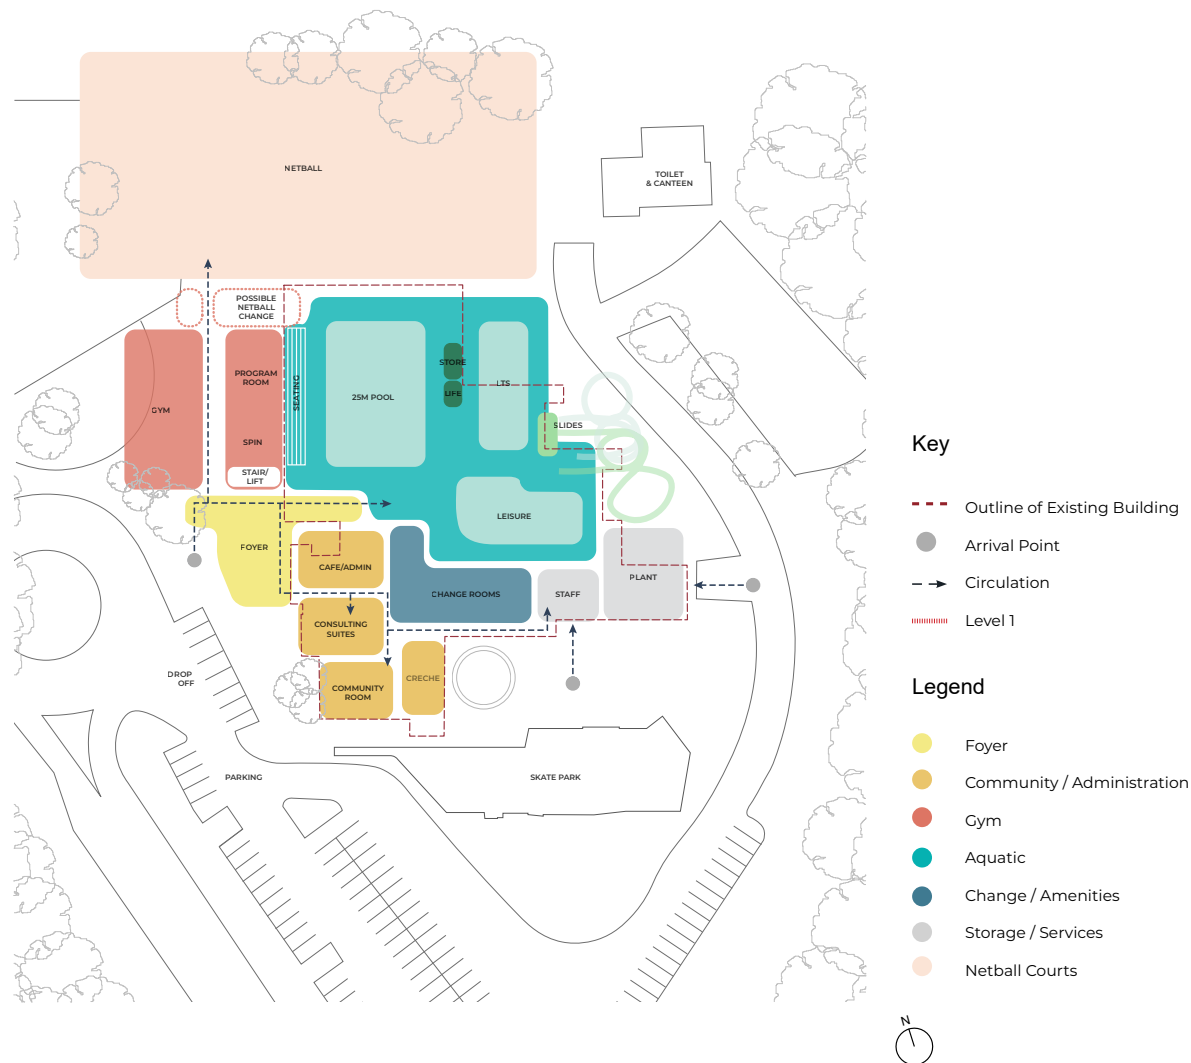 NETBALL
TOILET
& CANTEEN
POSSIBLE
NETBALL
CHANGE
PROGRAM
ROOM
SEATING
25M POOL
STORE
LIFE
LTS
GYM
SLIDES
SPIN
STAIR/
LIFT
LEISURE
FOYER
CAFE/ADMIN
PLANT
CHANGE ROOMS
STAFF
CONSULTING
SUITES
CRECHE
COMMUNITY
ROOM
DROP
OFF
PARKING
SKATE PARK
Key
Outline of Existing Building
Arrival Point
Circulation
Level 1
Legend
Foyer
Community / Administration
Gym
Aquatic
Change / Amenities
Storage / Services
Netball Courts
N